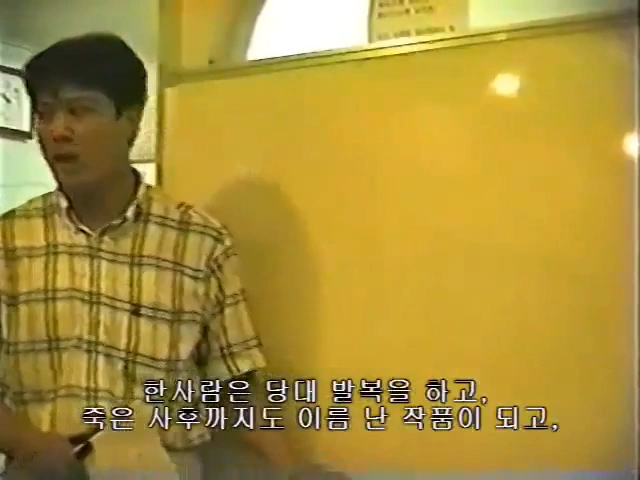 한사람은 당대 발복을 하고,
죽은 사후까지도 이름 난 작품이 되고,